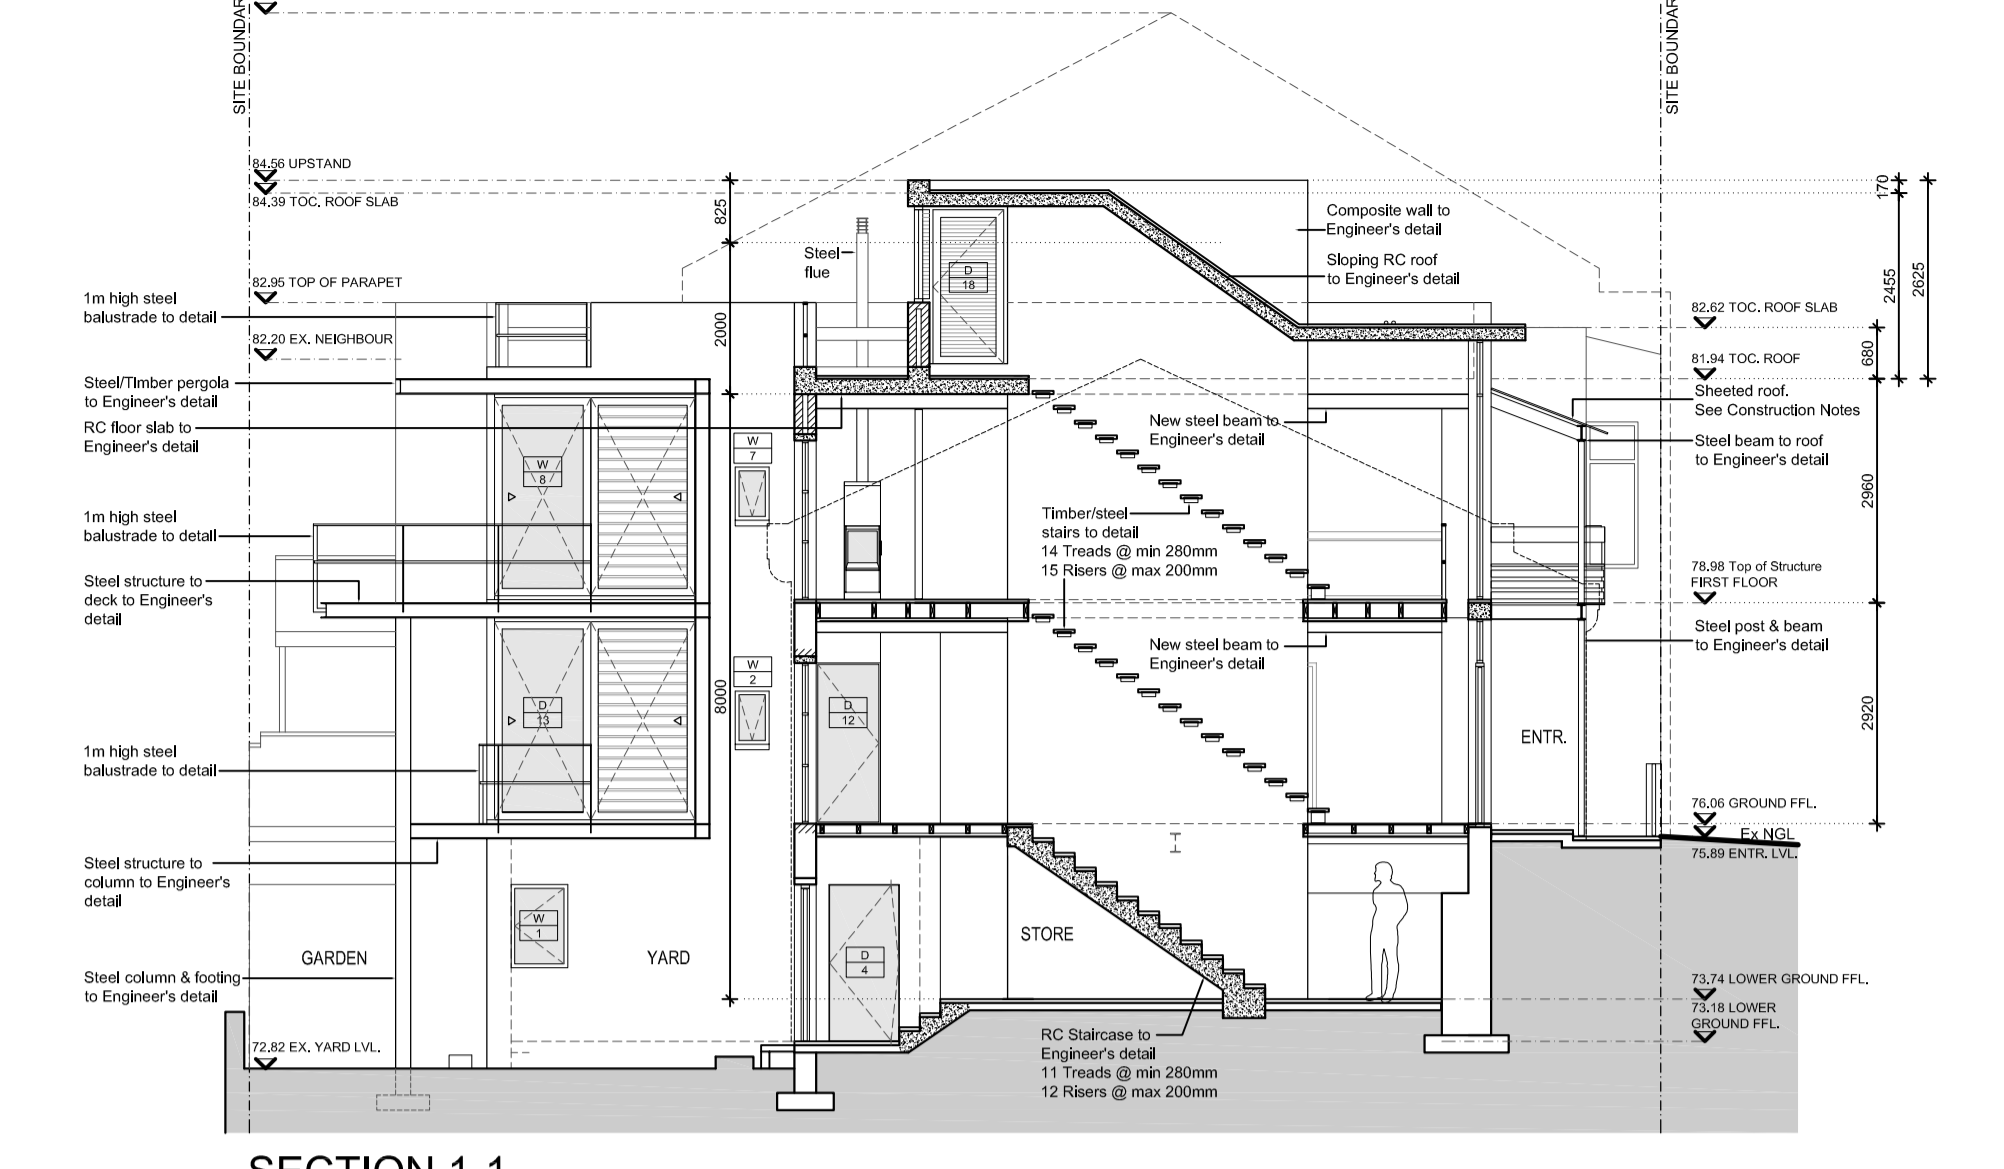 SITE BOUNDAR
SITE BOUNDAR
84.56 UPSTAND
84.39 TOC. ROOF SLAB
82.95 TOP OF PARAPET
1m high steel
balustrade to detail
82.20 EX. NEIGHBOUR
Steel/Timber pergola
to Engineer's detail
RC floor slab to
Engineer's detail
1m high steel
balustrade to detail
Steel structure to
deck to Engineer's
detail
1m high steel
balustrade to detail
Steel structure to
column to Engineer's
detail
GARDEN
YARD
Steel column & footing
to Engineer's detail
72.82 EX. YARD LVL.
825
2000
8000
Steel
flue
W
8
W
7
D
13
W
2
D
12
W
1
D
4
D
18
Composite wall to
Engineer's detail
Sloping RC roof
to Engineer's detail
New steel beam to
Engineer's detail
Timber/steel
stairs to detail
14 Treads @ min 280mm
15 Risers @ max 200mm
New steel beam to
Engineer's detail
STORE
RC Staircase to
Engineer's detail
11 Treads @ min 280mm
12 Risers @ max 200mm
ENTR.
170
2455
2625
82.62 TOC. ROOF SLAB
680
81.94 TOC. ROOF
Sheeted roof.
See Construction Notes
Steel beam to roof
to Engineer's detail
2960
78.98 Top of Structure
FIRST FLOOR
Steel post & beam
to Engineer's detail
2920
76.06 GROUND FFL.
Ex NGL
75.89 ENTR. LVL.
73.74 LOWER GROUND FFL.
73.18 LOWER
GROUND FFL.
SECTION 1-1